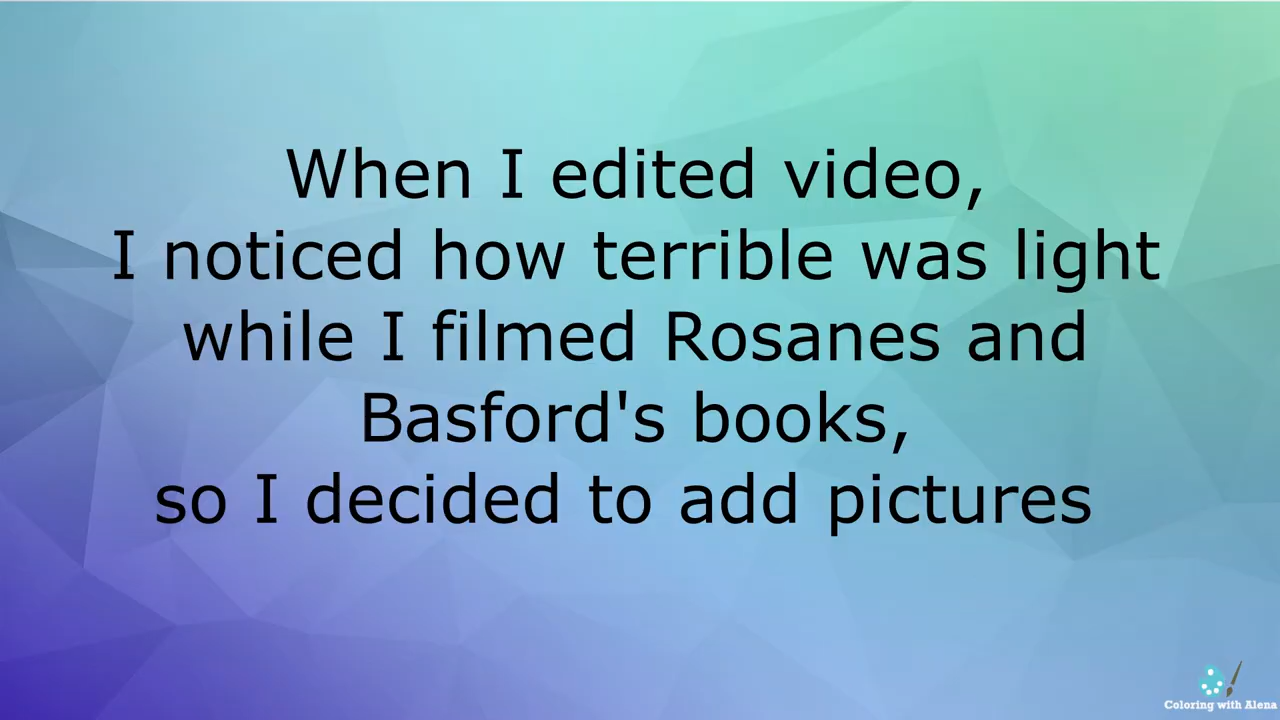 When I edited video,
I noticed how terrible was light
while I filmed Rosanes and
Basford's books,
so I decided to add pictures
Coloring with Alena